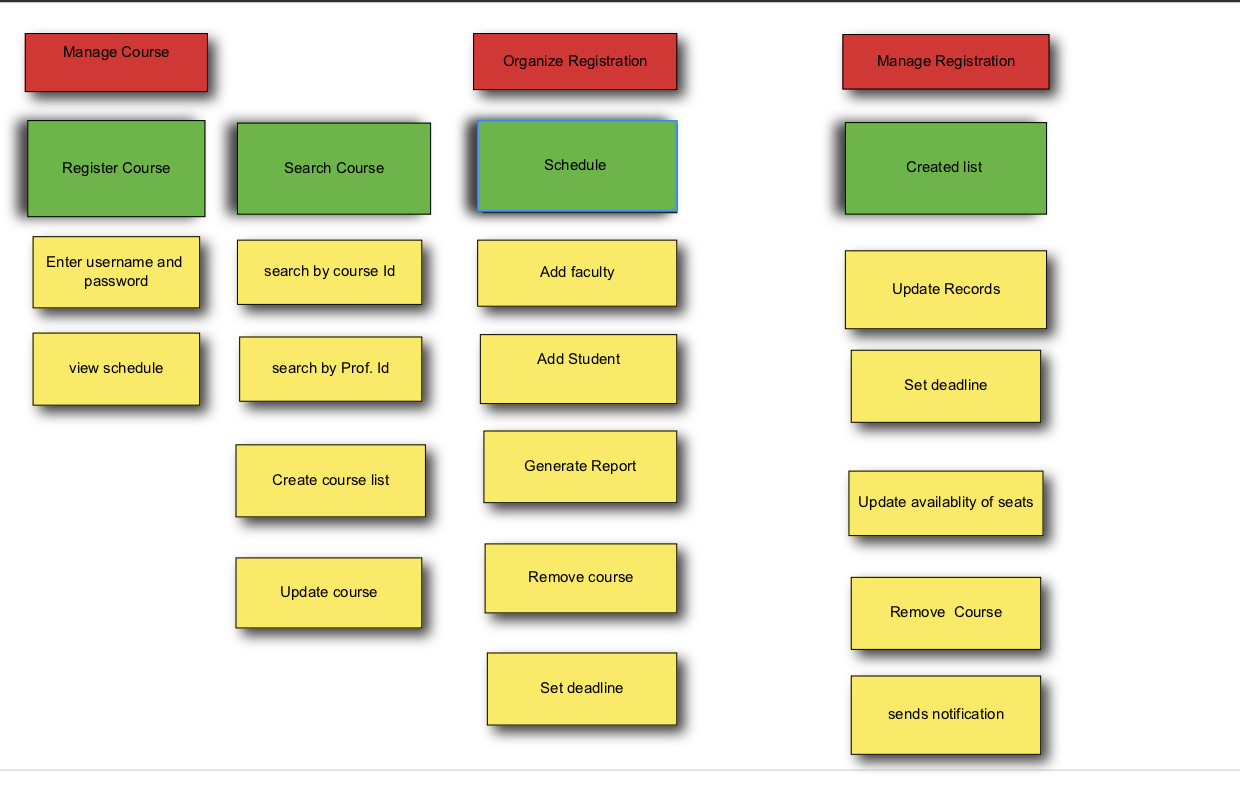 Manage Course
Organize Registration
Manage Registration
Register Course
Search Course
Schedule
Created list
Enter username and
password
search by course Id
Add faculty
Update Records
view schedule
search by Prof. Id
Add Student
Set deadline
Create course list
Generate Report
Update availablity of seats
Update course
Remove course
Remove  Course
Set deadline
sends notification